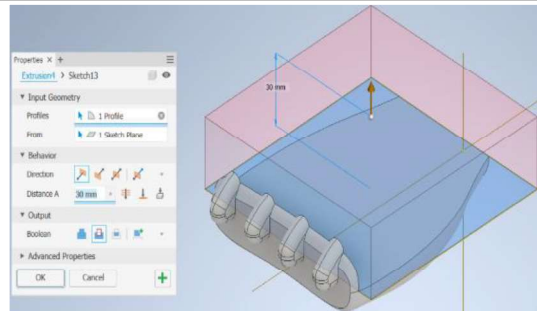 Properties × +
Extrusion4 > Sketch13
Input Geometry
Profiles 1 Profile
From 1 Sketch Plane
Behavior
Direction
Distance A 30 mm
Output
Boolean
Advanced Properties
OK Cancel +
30 mm